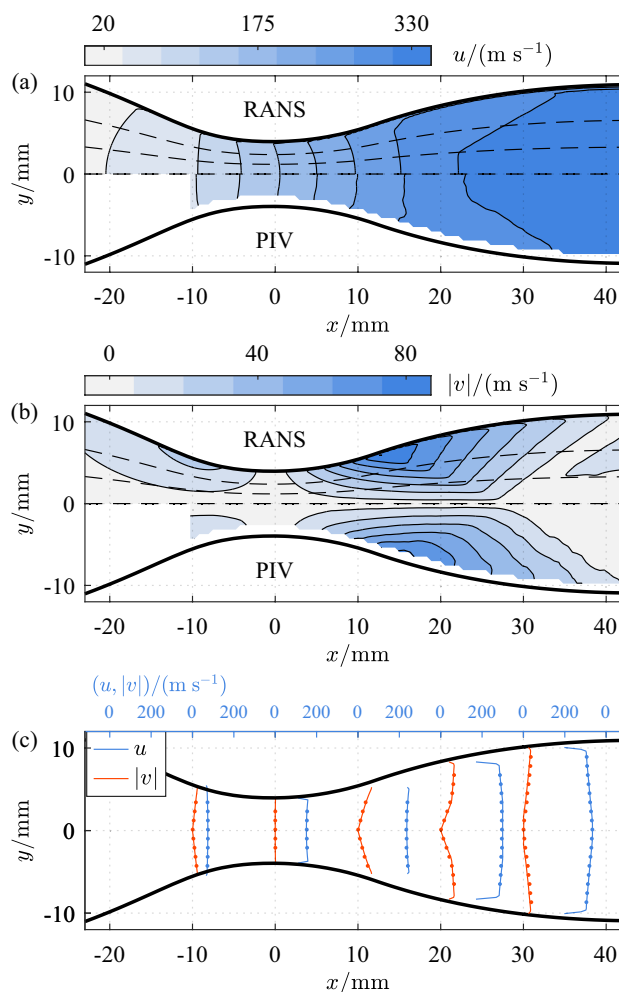 20 175 330
u/(m s⁻¹)
(a)
10
0
-10
y/mm
RANS
PIV
-20 -10 0 10 20 30 40
x/mm
0 40 80
|v|/(m s⁻¹)
(b)
10
0
-10
y/mm
RANS
PIV
-20 -10 0 10 20 30 40
x/mm
(u, |v|)/(m s⁻¹)
0 200 0 200 0 200 0 200 0 200 0 200 0
(c)
u
|v|
10
0
-10
y/mm
-20 -10 0 10 20 30 40
x/mm